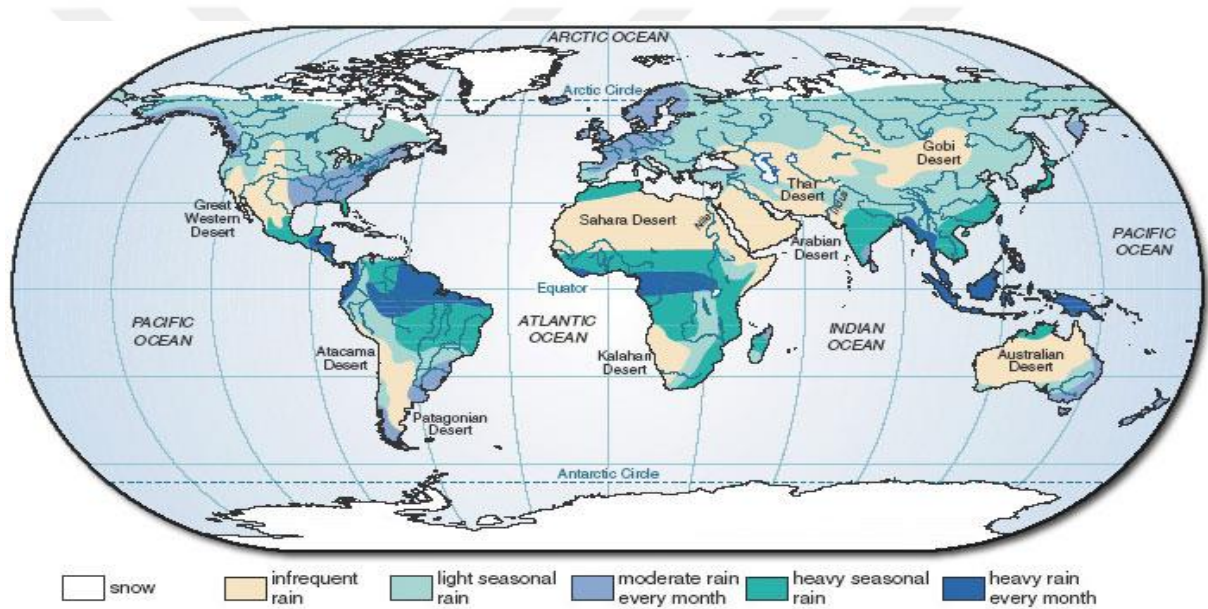 ARCTIC OCEAN
Arctic Circle
Gobi
Desert
Thar
Desert
Indus
Great
Western
Desert
Sahara Desert
Nile
Arabian
Desert
PACIFIC
OCEAN
Equator
PACIFIC
OCEAN
ATLANTIC
OCEAN
INDIAN
OCEAN
Atacama
Desert
Kalahari
Desert
Australian
Desert
Patagonian
Desert
Antarctic Circle
snow
infrequent
rain
light seasonal
rain
moderate rain
every month
heavy seasonal
rain
heavy rain
every month